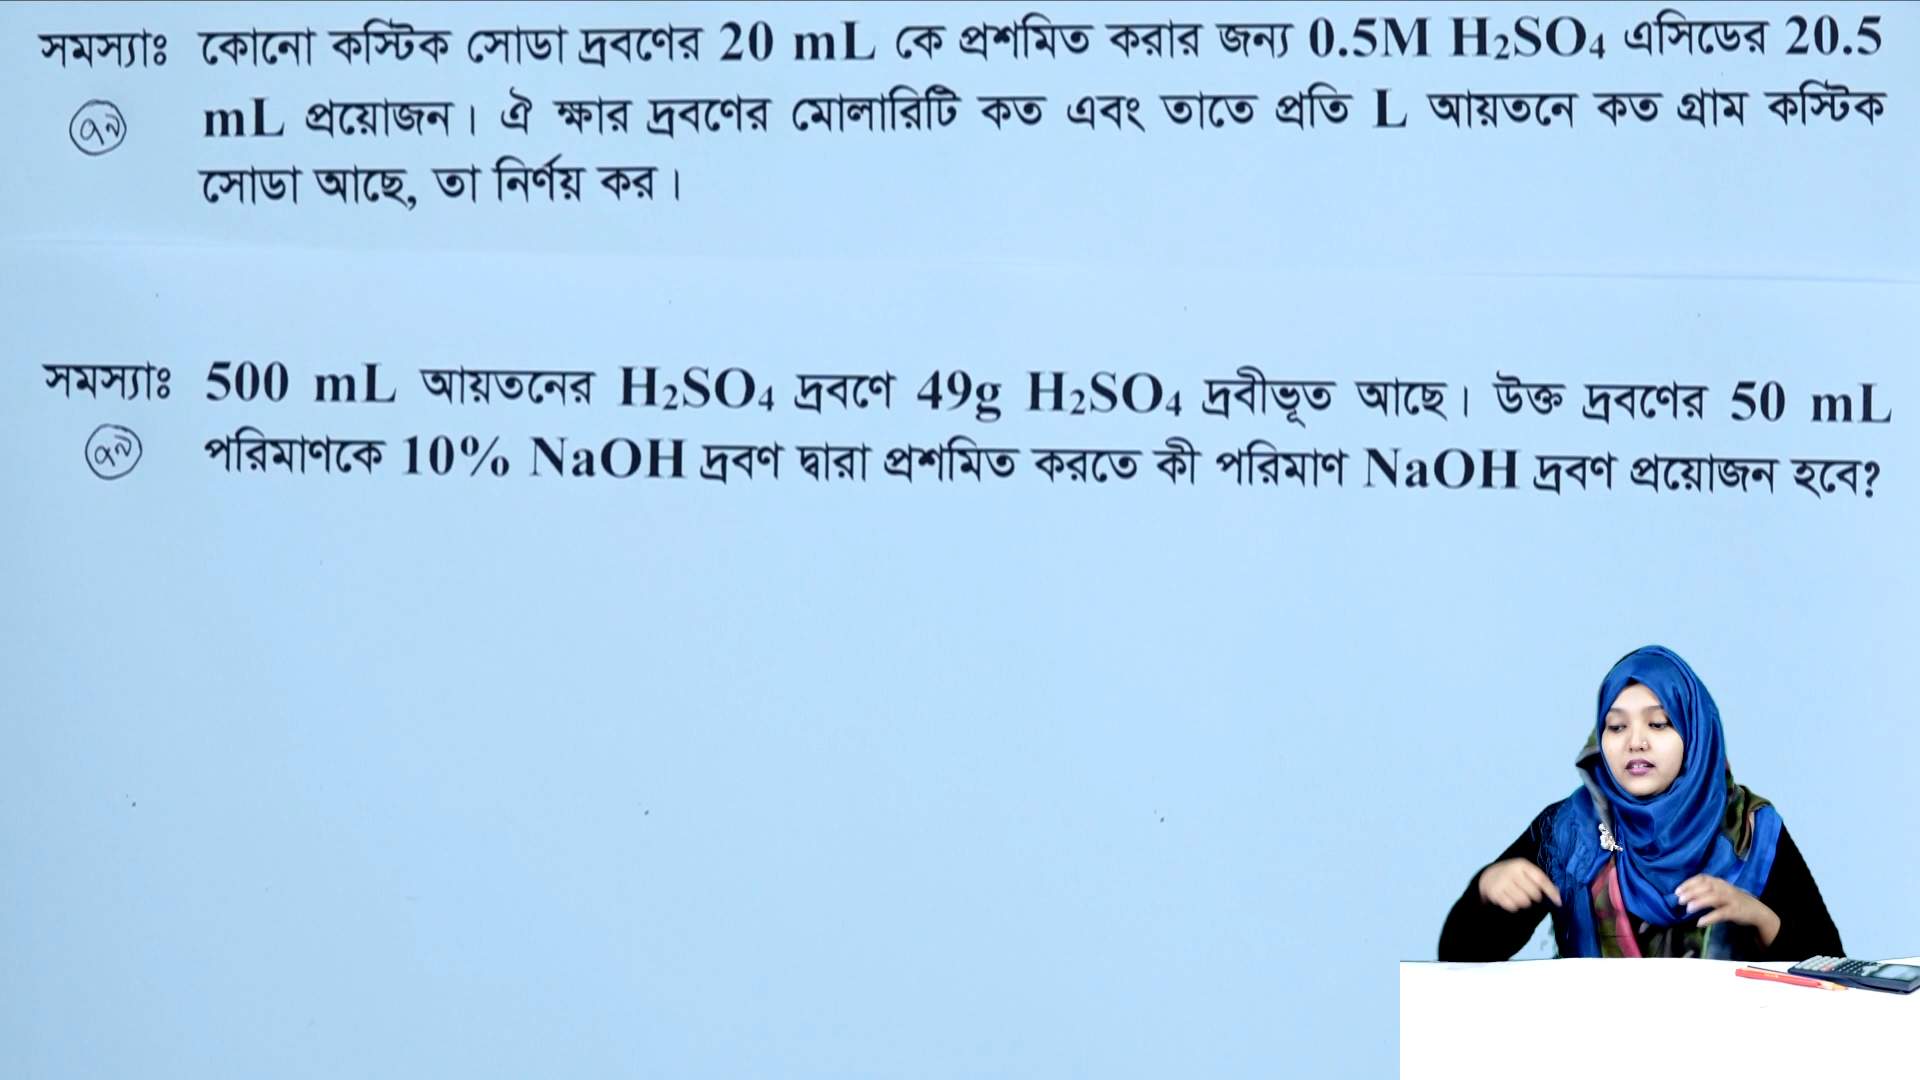 সমস্যাঃ কোনো কস্টিক সোডা দ্রবণের 20 mL কে প্রশমিত করার জন্য 0.5M H₂SO₄ এসিডের 20.5
mL প্রয়োজন। ঐ ক্ষার দ্রবণের মোলারিটি কত এবং তাতে প্রতি L আয়তনে কত গ্রাম কস্টিক
সোডা আছে, তা নির্ণয় কর।
সমস্যাঃ 500 mL আয়তনের H₂SO₄ দ্রবণে 49g H₂SO₄ দ্রবীভূত আছে। উক্ত দ্রবণের 50 mL
পরিমাণকে 10% NaOH দ্রবণ দ্বারা প্রশমিত করতে কী পরিমাণ NaOH দ্রবণ প্রয়োজন হবে?